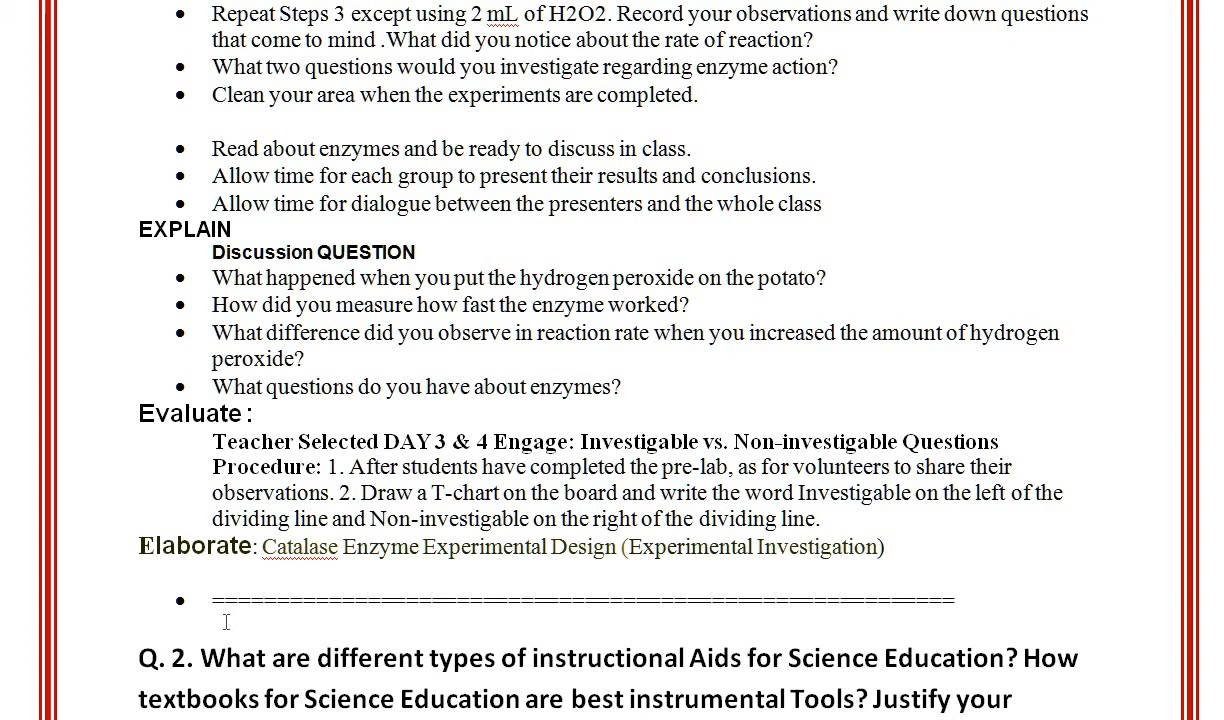 • Repeat Steps 3 except using 2 mL of H2O2. Record your observations and write down questions
that come to mind .What did you notice about the rate of reaction?
• What two questions would you investigate regarding enzyme action?
• Clean your area when the experiments are completed.
• Read about enzymes and be ready to discuss in class.
• Allow time for each group to present their results and conclusions.
• Allow time for dialogue between the presenters and the whole class
EXPLAIN
Discussion QUESTION
• What happened when you put the hydrogen peroxide on the potato?
• How did you measure how fast the enzyme worked?
• What difference did you observe in reaction rate when you increased the amount of hydrogen
peroxide?
• What questions do you have about enzymes?
Evaluate:
Teacher Selected DAY 3 & 4 Engage: Investigable vs. Non-investigable Questions
Procedure: 1. After students have completed the pre-lab, as for volunteers to share their
observations. 2. Draw a T-chart on the board and write the word Investigable on the left of the
dividing line and Non-investigable on the right of the dividing line.
Elaborate: Catalase Enzyme Experimental Design (Experimental Investigation)
• =========================================================
Q. 2. What are different types of instructional Aids for Science Education? How
textbooks for Science Education are best instrumental Tools? Justify your